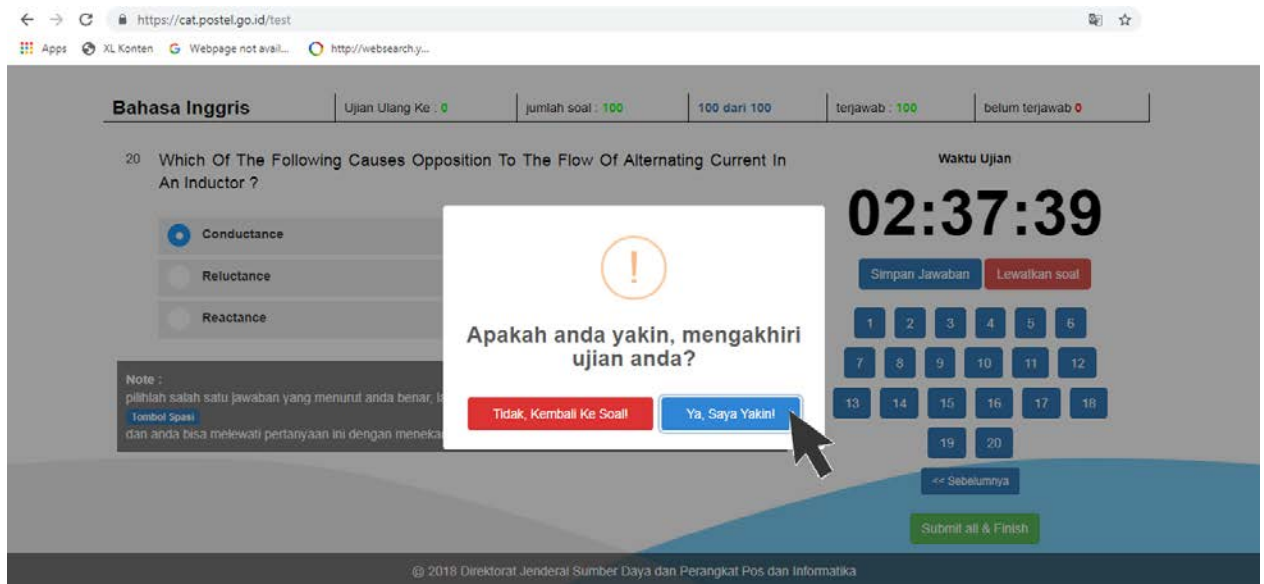 https://cat.postel.go.id/test
Apps XL Konten Webpage not avail... http://websearch.y...
Bahasa Inggris Ujian Ulang Ke : 0 jumlah soal : 100 100 dari 100 terjawab : 100 belum terjawab 0
20 Which Of The Following Causes Opposition To The Flow Of Alternating Current In
An Inductor ?
Conductance
Reluctance
Reactance
Note :
pilihlah salah satu jawaban yang menurut anda benar,
Tombol Spasi
dan anda bisa melewati pertanyaan ini dengan
Apakah anda yakin, mengakhiri
ujian anda?
Tidak, Kembali Ke Soal! Ya, Saya Yakin!
Waktu Ujian
02:37:39
Simpan Jawaban Lewatkan soal
1 2 3 4 5 6
7 8 9 10 11 12
13 14 15 16 17 18
19 20
<< Sebelumnya
Submit all & Finish
@ 2018 Direktorat Jenderal Sumber Daya dan Perangkat Pos dan Informatika